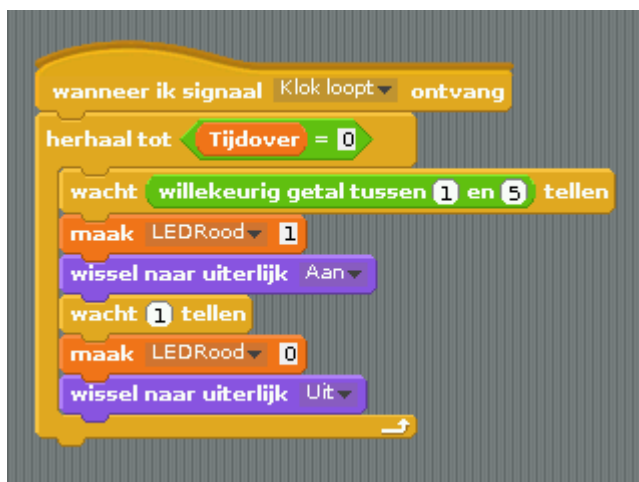 wanneer ik signaal Klok loopt ontvang
herhaal tot Tijdover = 0
wacht willekeurig getal tussen 1 en 5 tellen
maak LEDRood 1
wissel naar uiterlijk Aan
wacht 1 tellen
maak LEDRood 0
wissel naar uiterlijk Uit